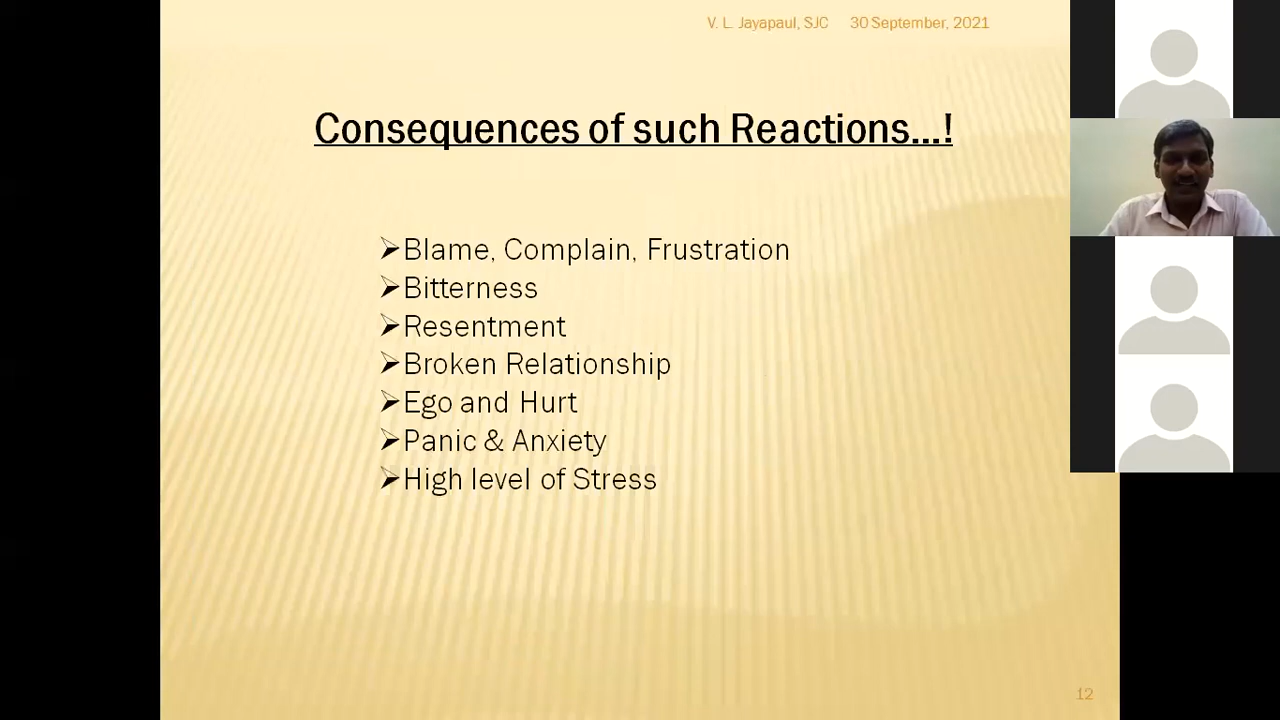 V. L. Jayapaul, SJC 30 September, 2021
Consequences of such Reactions...!
➢Blame, Complain, Frustration
➢Bitterness
➢Resentment
➢Broken Relationship
➢Ego and Hurt
➢Panic & Anxiety
➢High level of Stress
12